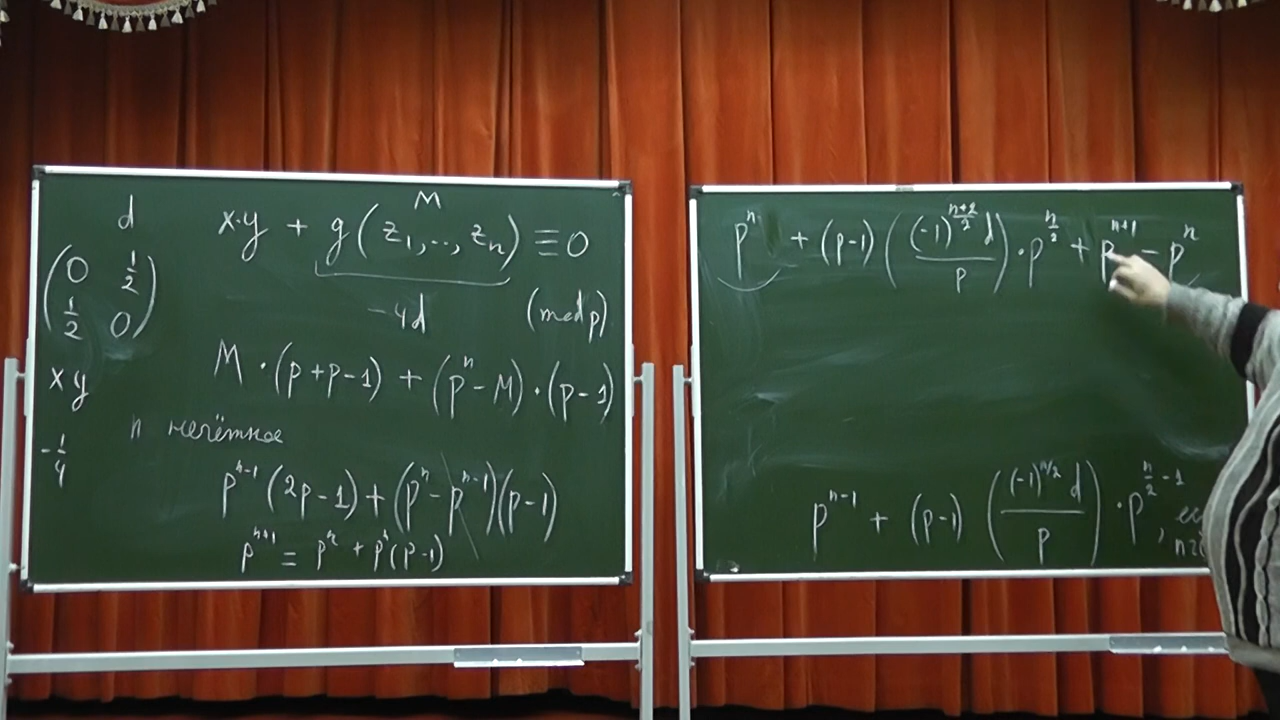 d
x·y + g(z₁,..,zₙ) ≡ 0
M
(0 1/2
1/2 0)
-4d (mod p)
xy
M·(p+p-1) + (pⁿ-M)·(p-1)
n нечётное
-1/4
pⁿ⁻¹(2p-1) + (pⁿ-pⁿ⁻¹)(p-1)
pⁿ⁺¹ = pⁿ + pⁿ(p-1)
pⁿ + (p-1)((-1)^((n+2)/2) d / p)·p^(n/2) + pⁿ⁺¹ - pⁿ
pⁿ⁻¹ + (p-1)((-1)^(n/2) d / p)·p^(n/2 - 1),